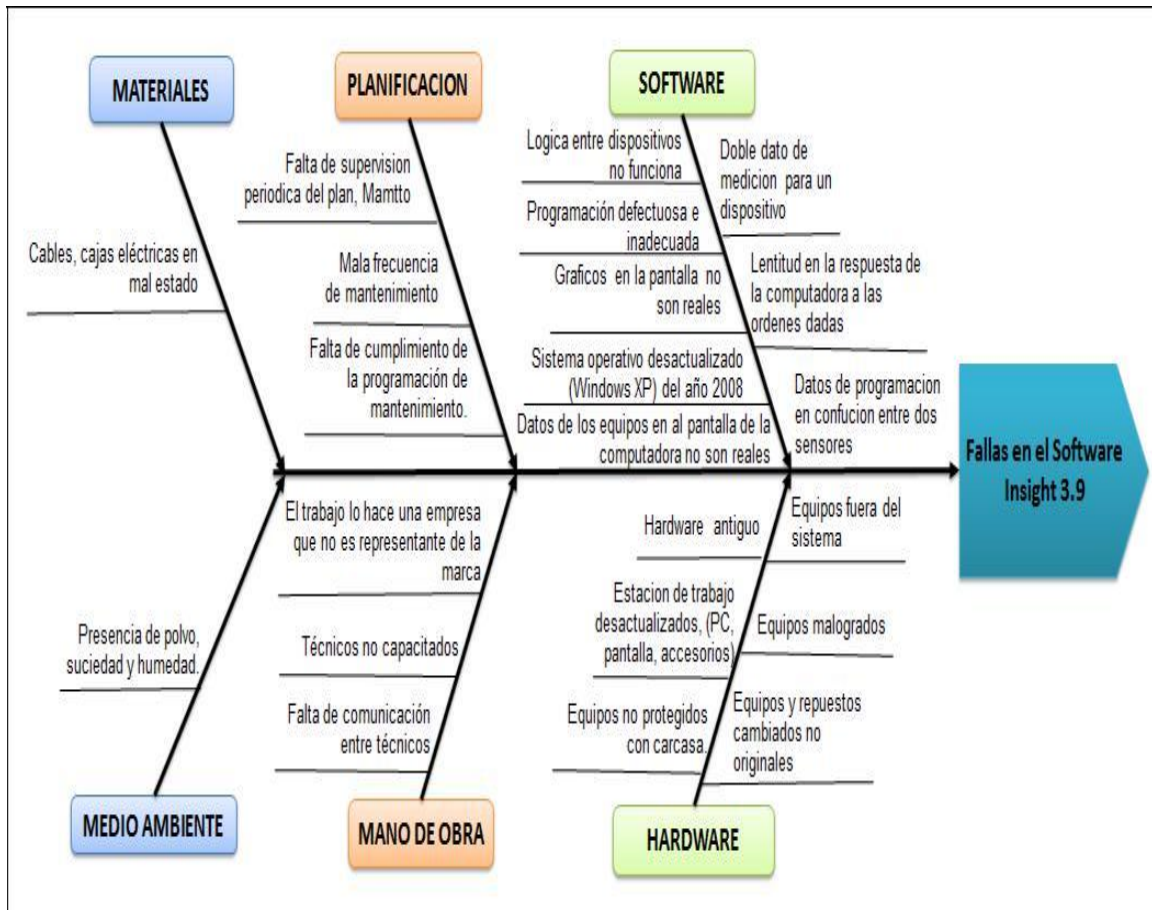 MATERIALES
PLANIFICACION
SOFTWARE
Cables, cajas eléctricas en
mal estado
Falta de supervision
periodica del plan, Mamtto
Mala frecuencia
de mantenimiento
Falta de cumplimiento de
la programación de
mantenimiento.
Logica entre dispositivos
no funciona
Programación defectuosa e
inadecuada
Graficos en la pantalla no
son reales
Sistema operativo desactualizado
(Windows XP) del año 2008
Datos de los equipos en al pantalla de la
computadora no son reales
Doble dato de
medicion para un
dispositivo
Lentitud en la respuesta de
la computadora a las
ordenes dadas
Datos de programacion
en confucion entre dos
sensores
Fallas en el Software
Insight 3.9
Presencia de polvo,
suciedad y humedad.
El trabajo lo hace una empresa
que no es representante de la
marca
Técnicos no capacitados
Falta de comunicación
entre técnicos
Hardware antiguo
Estacion de trabajo
desactualizados, (PC,
pantalla, accesorios)
Equipos no protegidos
con carcasa.
Equipos fuera del
sistema
Equipos malogrados
Equipos y repuestos
cambiados no
originales
MEDIO AMBIENTE
MANO DE OBRA
HARDWARE